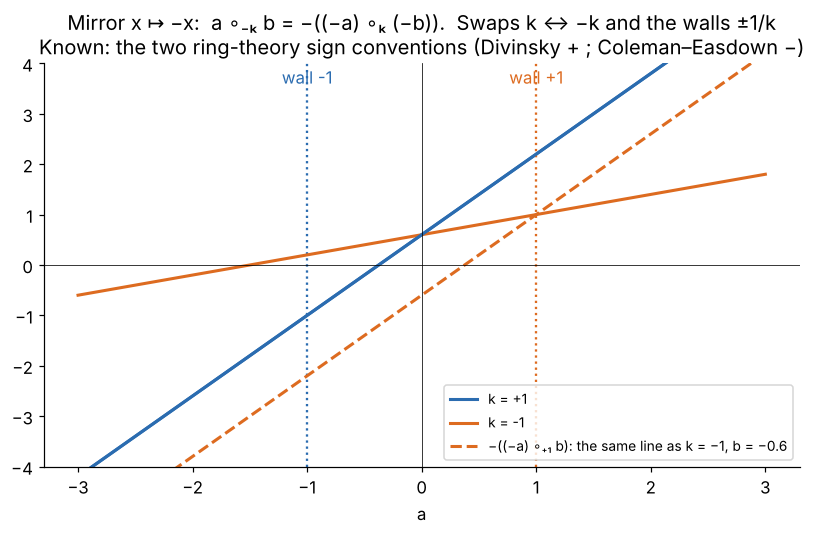 Mirror x ↦ −x:  a ∘₋ₖ b = −((−a) ∘ₖ (−b)).  Swaps k ↔ −k and the walls ±1/k
Known: the two ring-theory sign conventions (Divinsky + ; Coleman–Easdown −)
wall -1
wall +1
4
3
2
1
0
−1
−2
−3
−4
−3
−2
−1
0
1
2
3
a
k = +1
k = -1
−((−a) ∘₊₁ b): the same line as k = −1, b = −0.6